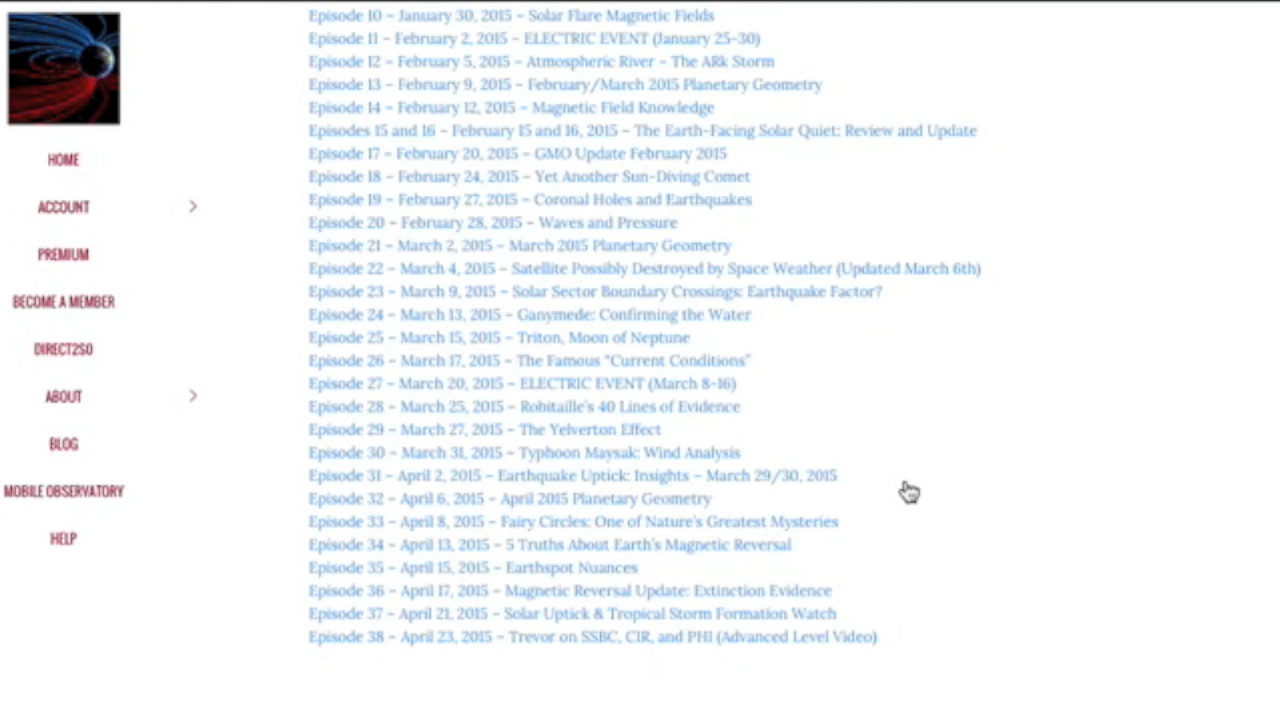 Episode 10 – January 30, 2015 – Solar Flare Magnetic Fields
Episode 11 – February 2, 2015 – ELECTRIC EVENT (January 25-30)
Episode 12 – February 5, 2015 – Atmospheric River – The ARk Storm
Episode 13 – February 9, 2015 – February/March 2015 Planetary Geometry
Episode 14 – February 12, 2015 – Magnetic Field Knowledge
Episodes 15 and 16 – February 15 and 16, 2015 – The Earth-Facing Solar Quiet: Review and Update
Episode 17 – February 20, 2015 – GMO Update February 2015
Episode 18 – February 24, 2015 – Yet Another Sun-Diving Comet
Episode 19 – February 27, 2015 – Coronal Holes and Earthquakes
Episode 20 – February 28, 2015 – Waves and Pressure
Episode 21 – March 2, 2015 – March 2015 Planetary Geometry
Episode 22 – March 4, 2015 – Satellite Possibly Destroyed by Space Weather (Updated March 6th)
Episode 23 – March 9, 2015 – Solar Sector Boundary Crossings: Earthquake Factor?
Episode 24 – March 13, 2015 – Ganymede: Confirming the Water
Episode 25 – March 15, 2015 – Triton, Moon of Neptune
Episode 26 – March 17, 2015 – The Famous “Current Conditions”
Episode 27 – March 20, 2015 – ELECTRIC EVENT (March 8-16)
Episode 28 – March 25, 2015 – Robitaille’s 40 Lines of Evidence
Episode 29 – March 27, 2015 – The Yelverton Effect
Episode 30 – March 31, 2015 – Typhoon Maysak: Wind Analysis
Episode 31 – April 2, 2015 – Earthquake Uptick: Insights – March 29/30, 2015
Episode 32 – April 6, 2015 – April 2015 Planetary Geometry
Episode 33 – April 8, 2015 – Fairy Circles: One of Nature’s Greatest Mysteries
Episode 34 – April 13, 2015 – 5 Truths About Earth’s Magnetic Reversal
Episode 35 – April 15, 2015 – Earthspot Nuances
Episode 36 – April 17, 2015 – Magnetic Reversal Update: Extinction Evidence
Episode 37 – April 21, 2015 – Solar Uptick & Tropical Storm Formation Watch
Episode 38 – April 23, 2015 – Trevor on SSBC, CIR, and PHI (Advanced Level Video)
HOME
ACCOUNT
PREMIUM
BECOME A MEMBER
DIRECT2SO
ABOUT
BLOG
MOBILE OBSERVATORY
HELP